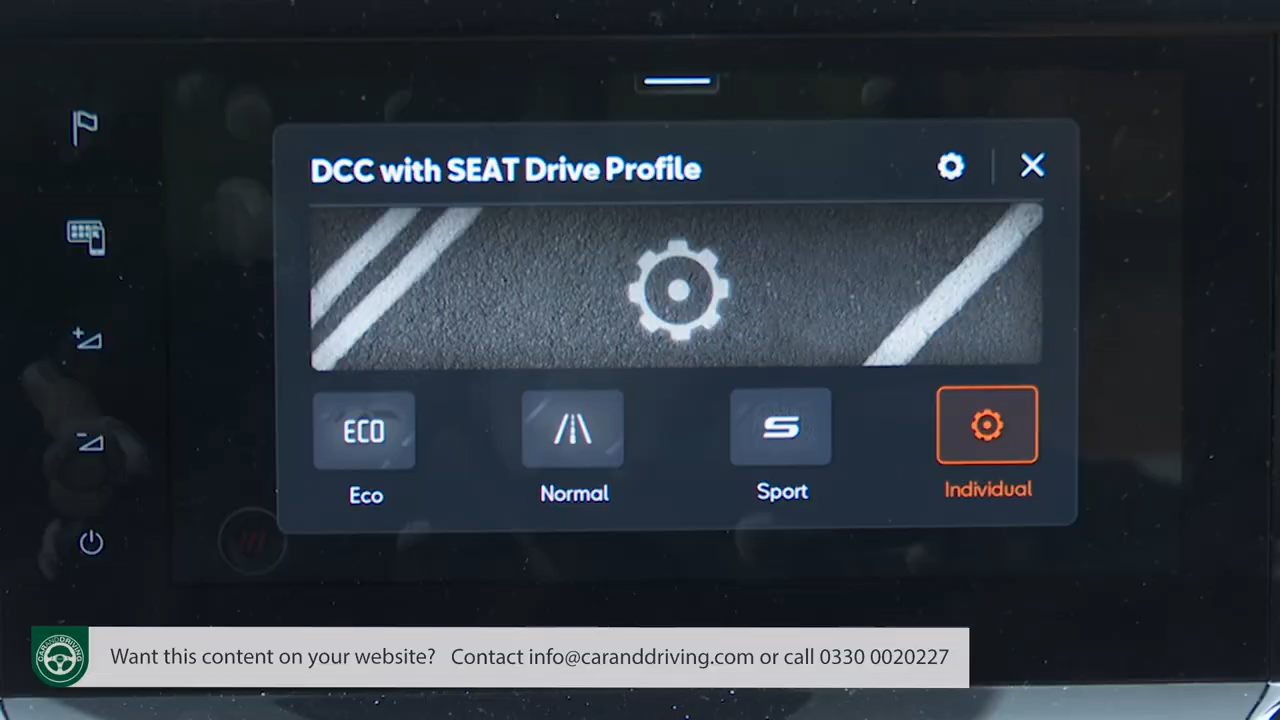 DCC with SEAT Drive Profile
ECO
S
Eco
Normal
Sport
Individual
CARANDDRIVING
Want this content on your website? Contact info@caranddriving.com or call 0330 0020227